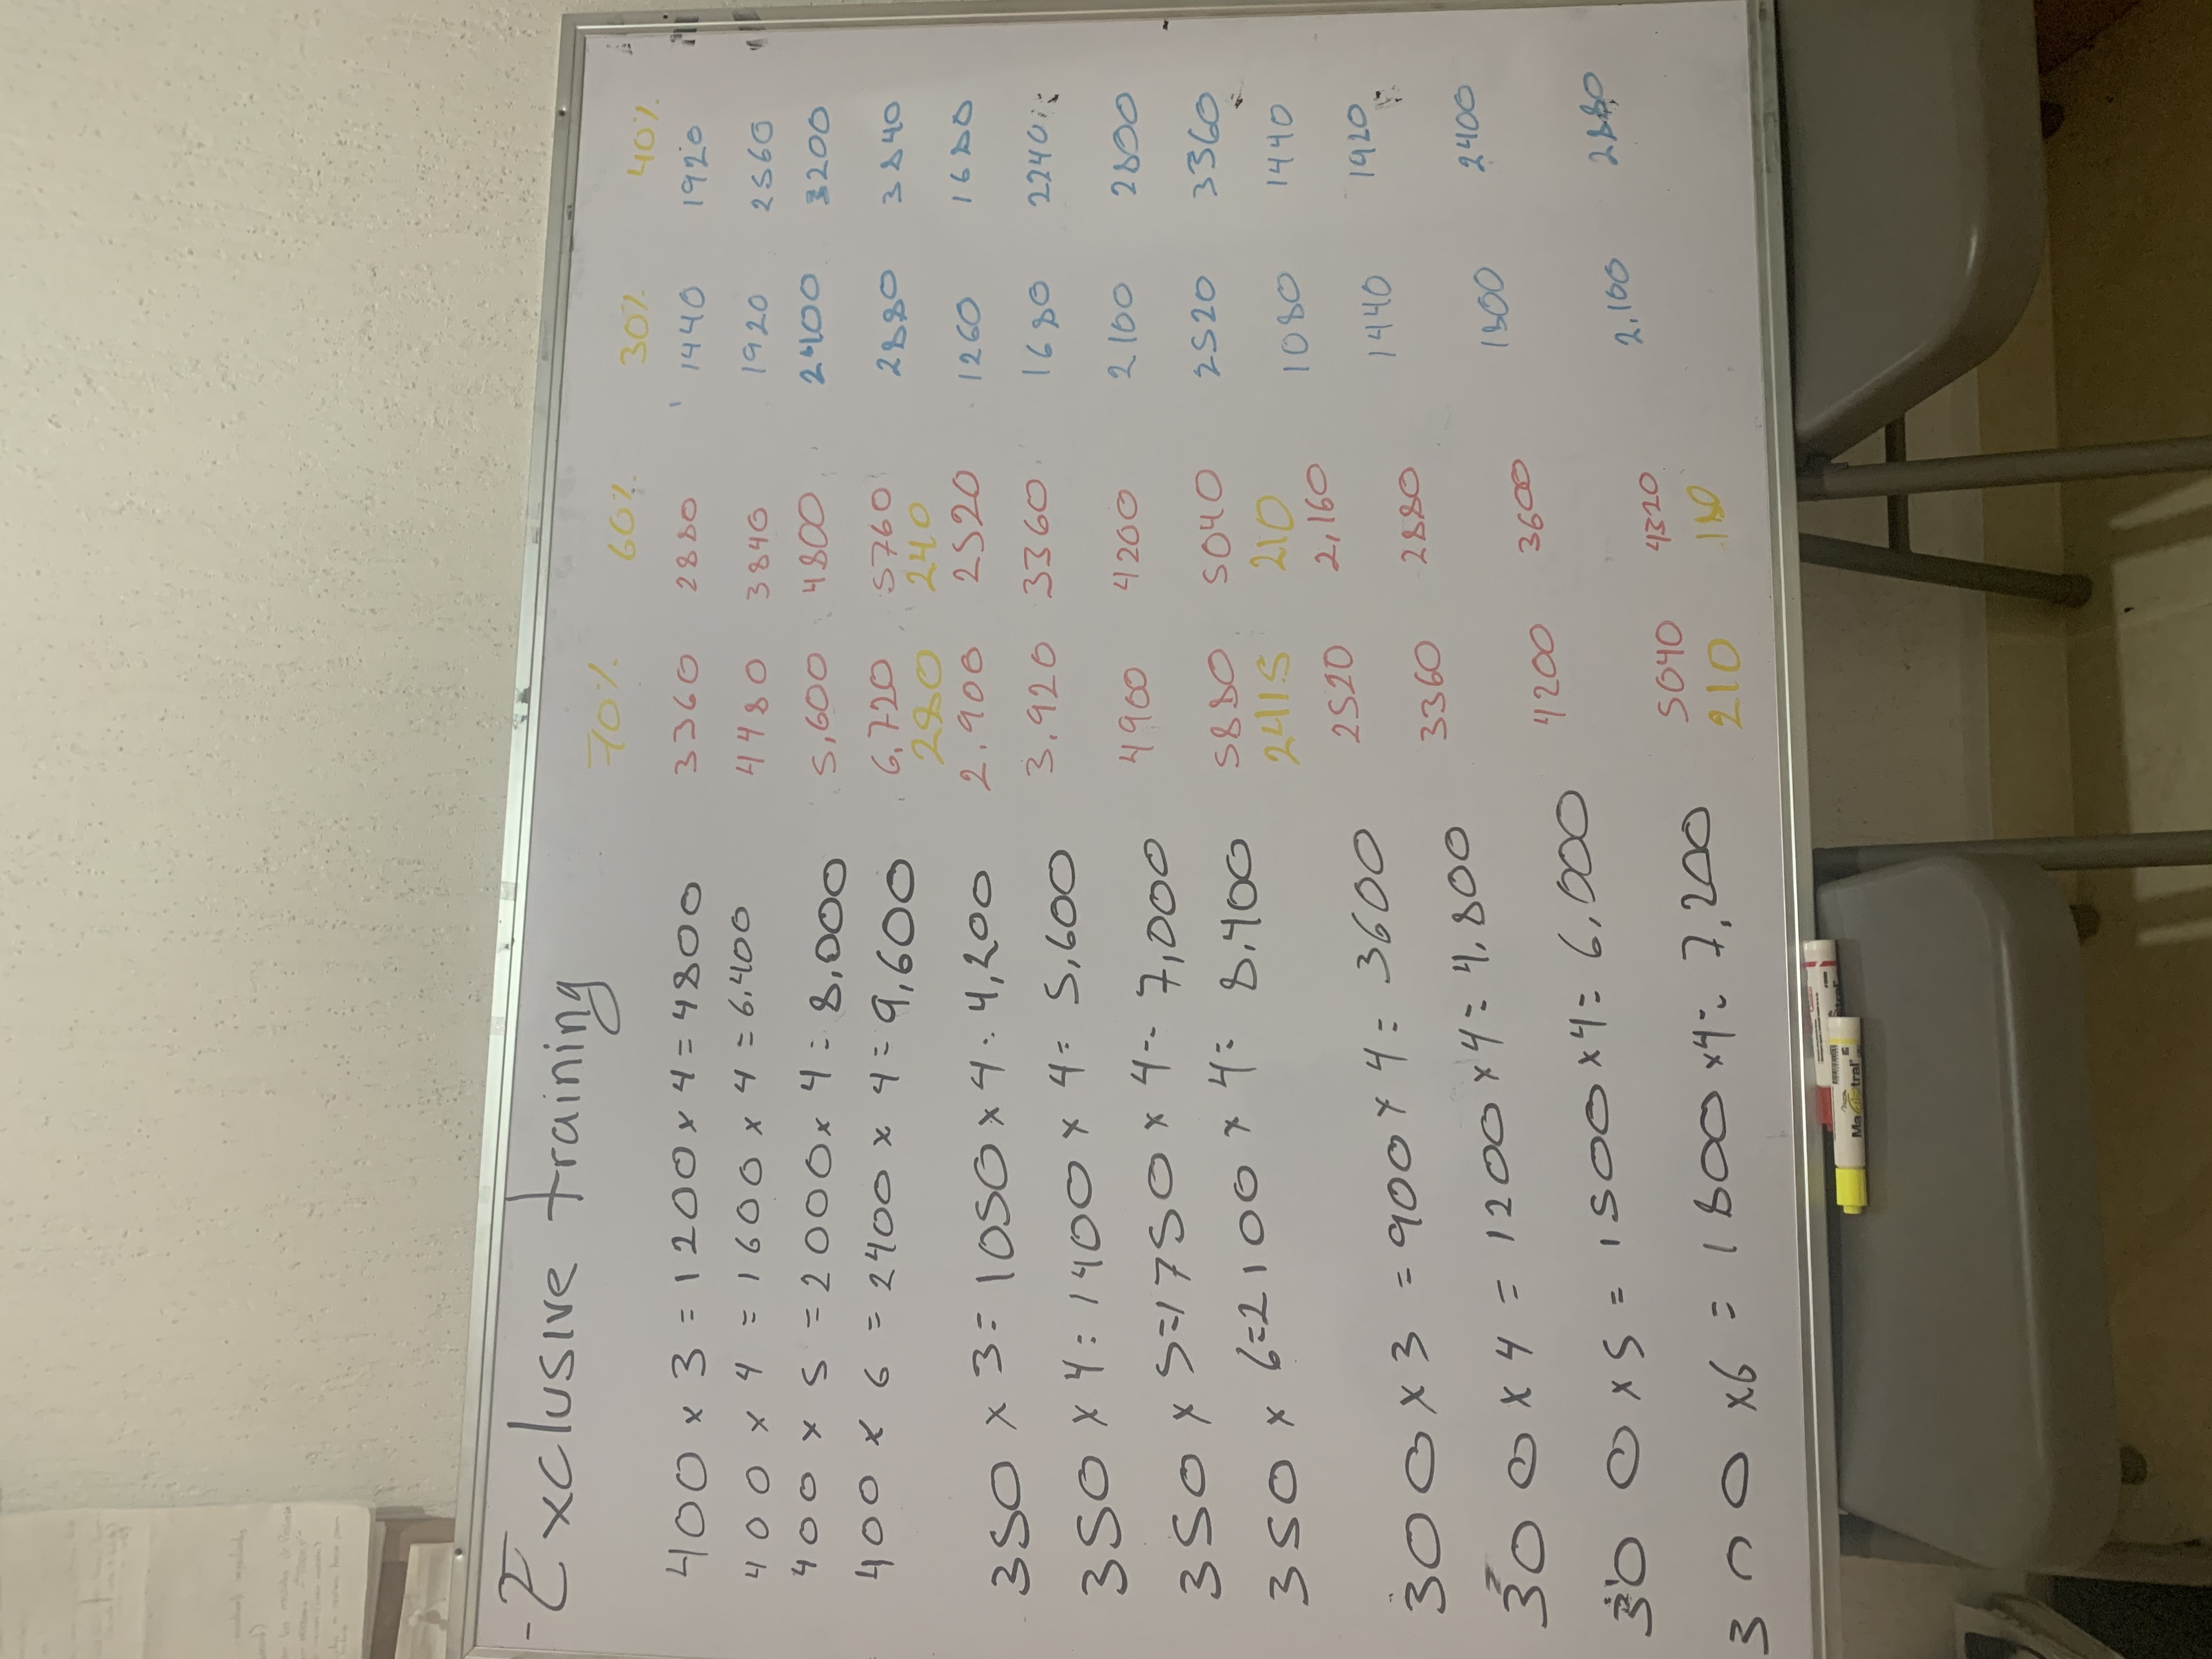 -Exclusive training
70% 60% 30% 40%
400 x 3 = 1200 x 4 = 4800 3360 2880 1440 1920
400 x 4 = 1600 x 4 = 6.400 4480 3840 1920 2560
400 x 5 = 2000 x 4 = 8,000 5,600 4800 2400 3200
400 x 6 = 2400 x 4 = 9,600 6,720 5760 2880 3840
280 240
350 x 3 = 1050 x 4 : 4,200 2.900 2520 1260 1680
350 x 4 : 1400 x 4 = 5,600 3.920 3360 1680 2240
350 x 5=1750 x 4 = 7,000 4900 4200 2100 2800
350 x 6=2100 x 4 = 8,400 5880 5040 2520 3360
2415 210
300 x 3 = 900 x 4 = 3600 2520 2,160 1080 1440
300 x 4 = 1200 x 4 = 4,800 3360 2880 1440 1920
300 x 5 = 1500 x 4 = 6,000 4200 3600 1800 2400
300 x6 = 1800 x4 = 7,200 5040 4320 2,100 2880
210 180